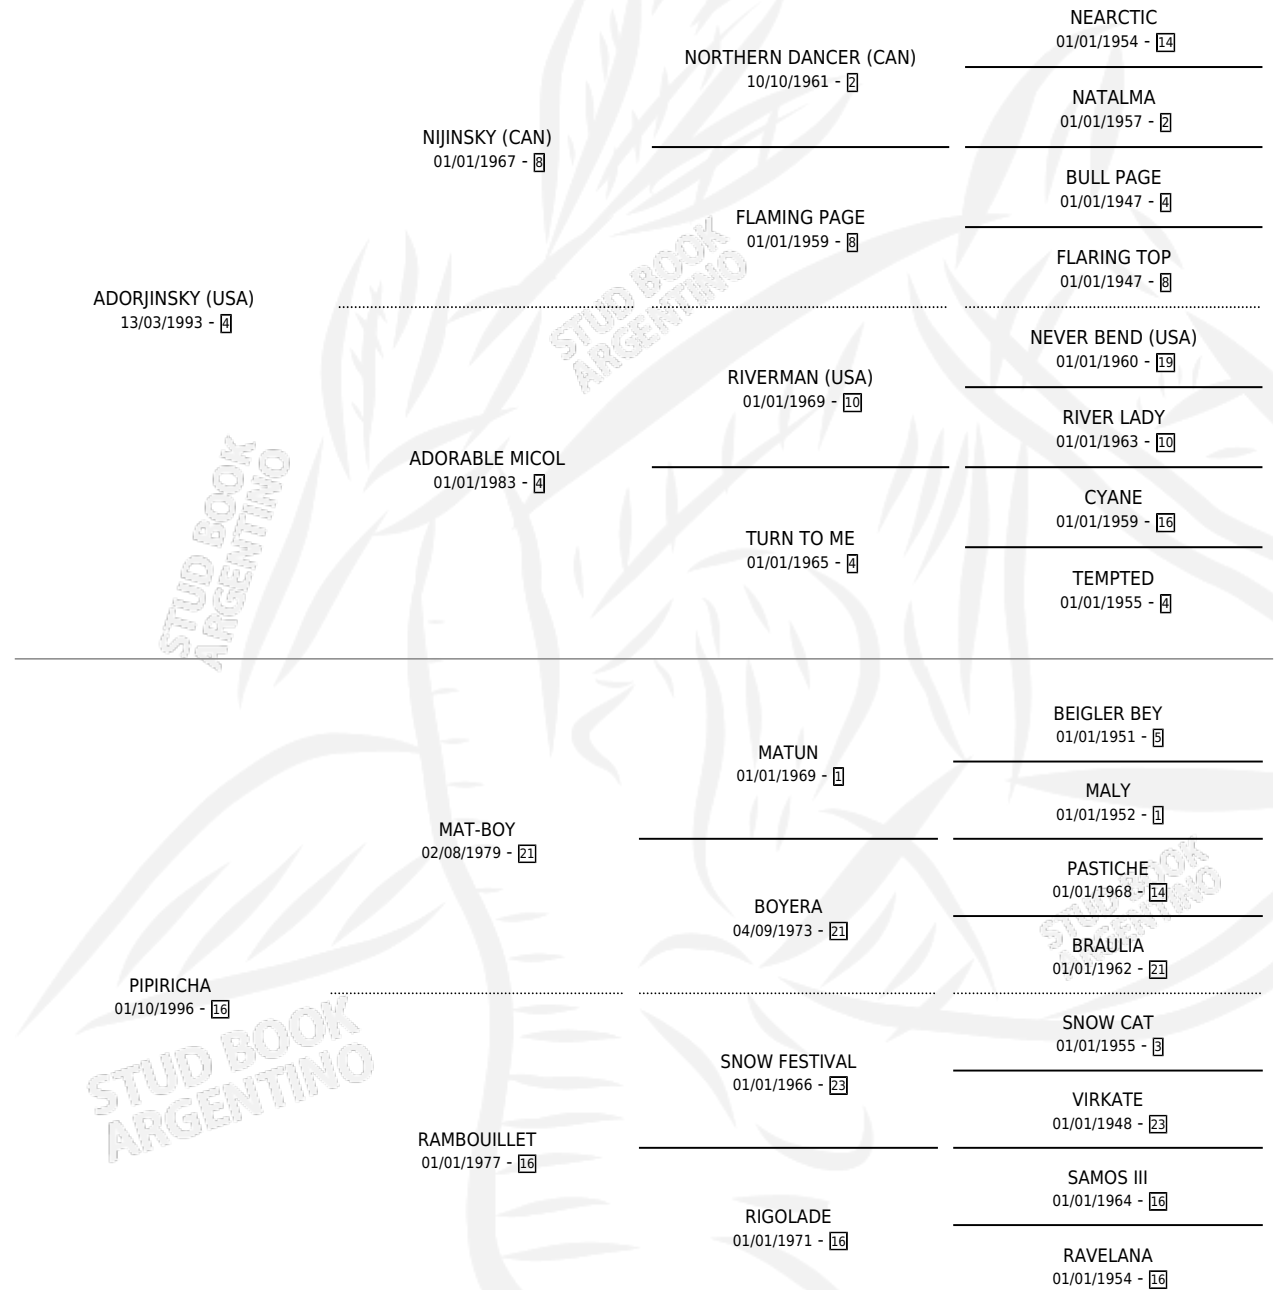 NEARCTIC
01/01/1954 - 14
NORTHERN DANCER (CAN)
10/10/1961 - 2
NATALMA
01/01/1957 - 2
NIJINSKY (CAN)
01/01/1967 - 8
BULL PAGE
01/01/1947 - 4
FLAMING PAGE
01/01/1959 - 8
FLARING TOP
01/01/1947 - 8
ADORJINSKY (USA)
13/03/1993 - 4
NEVER BEND (USA)
01/01/1960 - 19
RIVERMAN (USA)
01/01/1969 - 10
RIVER LADY
01/01/1963 - 10
ADORABLE MICOL
01/01/1983 - 4
CYANE
01/01/1959 - 16
TURN TO ME
01/01/1965 - 4
TEMPTED
01/01/1955 - 4
BEIGLER BEY
01/01/1951 - 5
MATUN
01/01/1969 - 1
MALY
01/01/1952 - 1
MAT-BOY
02/08/1979 - 21
PASTICHE
01/01/1968 - 14
BOYERA
04/09/1973 - 21
BRAULIA
01/01/1962 - 21
PIPIRICHA
01/10/1996 - 16
SNOW CAT
01/01/1955 - 3
SNOW FESTIVAL
01/01/1966 - 23
VIRKATE
01/01/1948 - 23
RAMBOUILLET
01/01/1977 - 16
SAMOS III
01/01/1964 - 16
RIGOLADE
01/01/1971 - 16
RAVELANA
01/01/1954 - 16
STUD BOOK
ARGENTINO
STUD BOOK
ARGENTINO
STUD BOOK
ARGENTINO
STUD BOOK
ARGENTINO